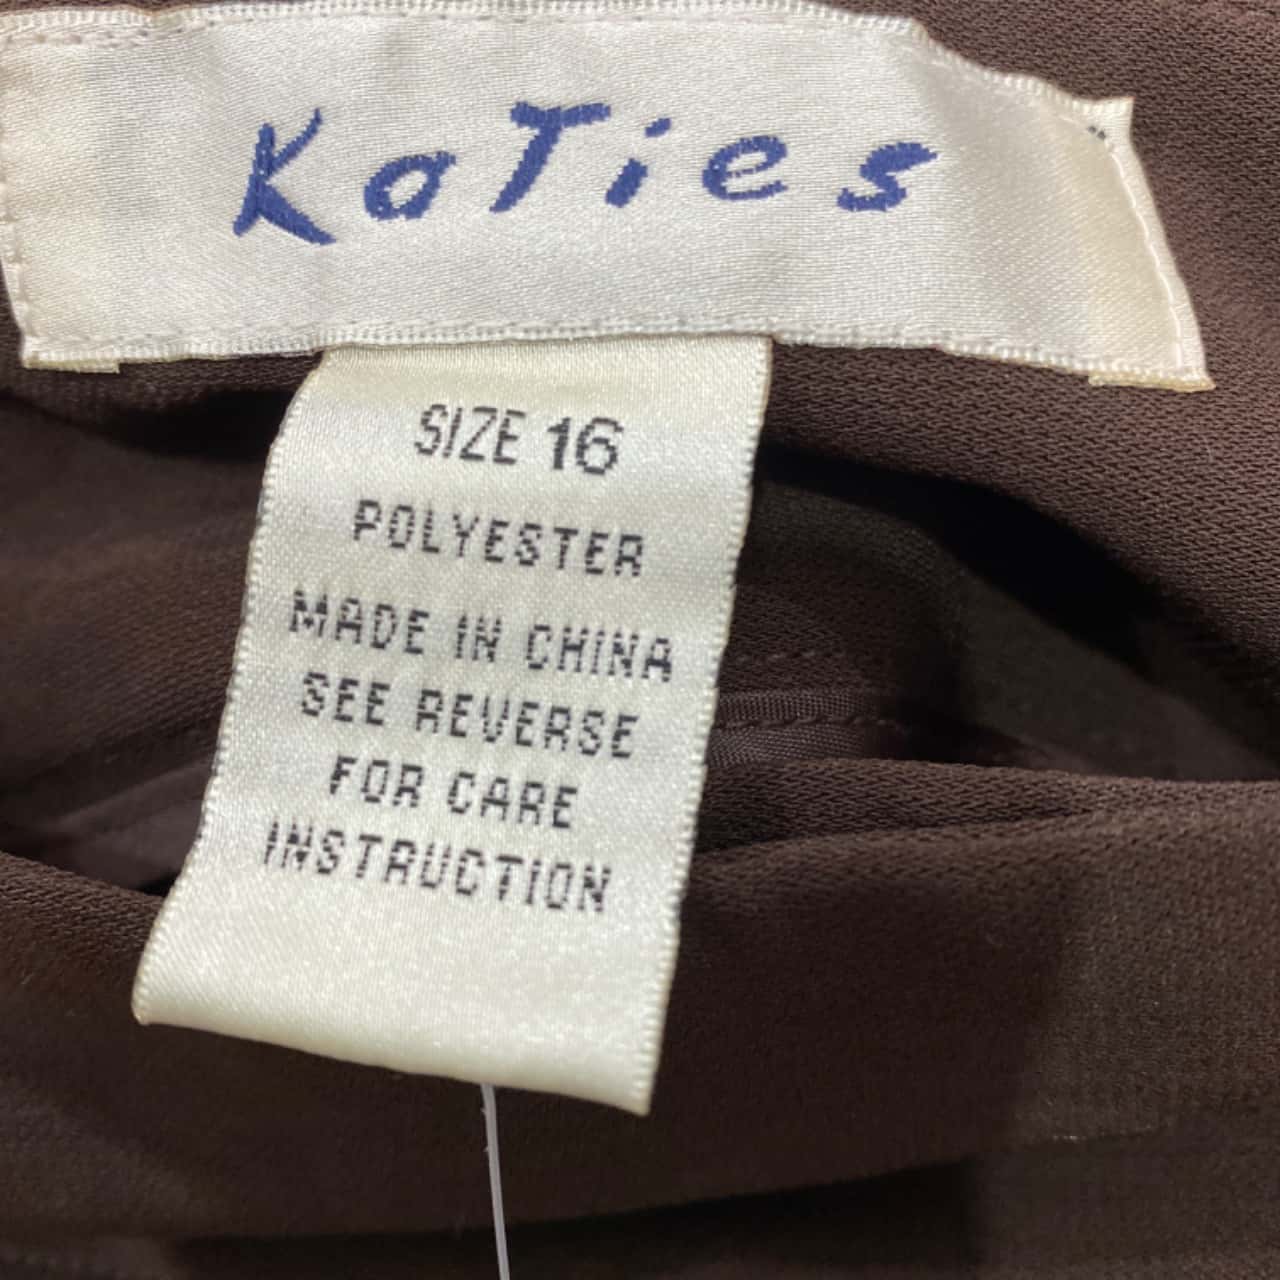 KaTies
SIZE 16
POLYESTER
MADE IN CHINA
SEE REVERSE
FOR CARE
INSTRUCTION